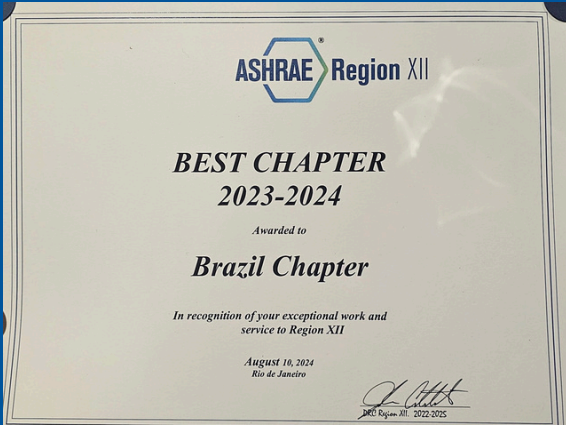 ASHRAE® Region XII
BEST CHAPTER
2023-2024
Awarded to
Brazil Chapter
In recognition of your exceptional work and
service to Region XII
August 10, 2024
Rio de Janeiro
DRC Region XII. 2022-2025